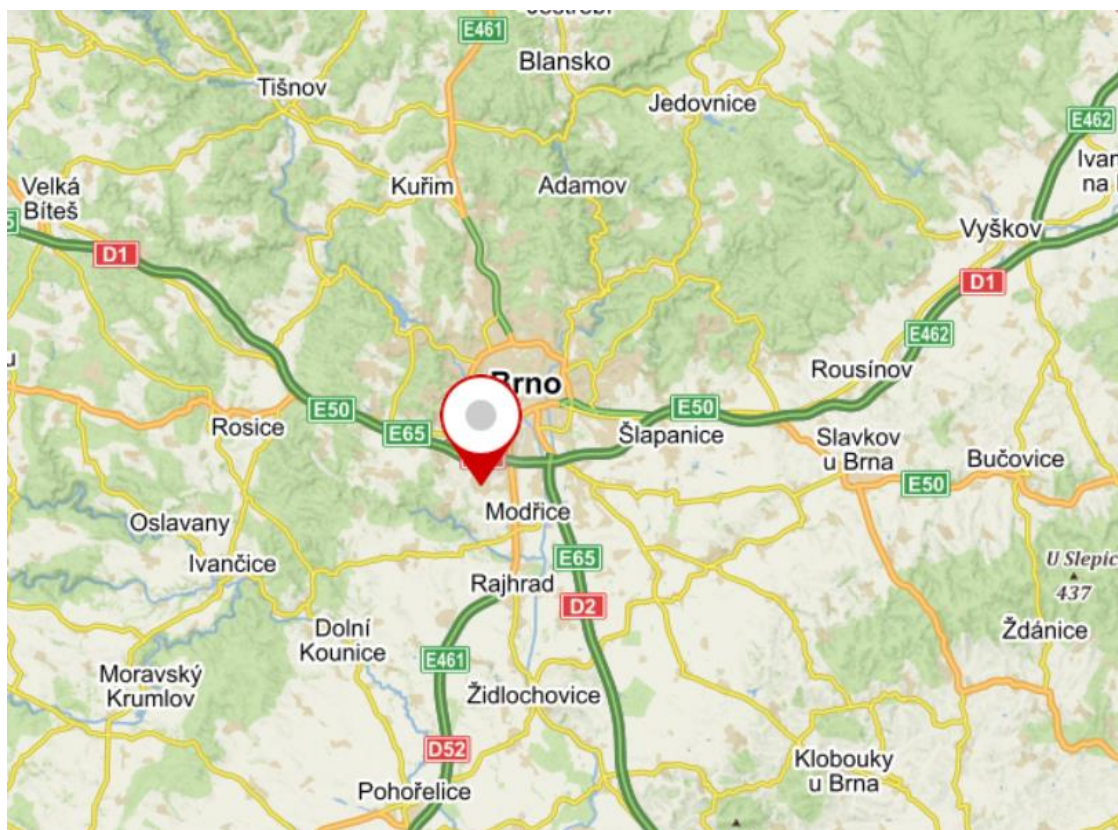 E461
Blansko
Tišnov
Jedovnice
E462
Velká
Bíteš
Kuřim
Adamov
Vyškov
D1
D1
E462
Rousínov
Brno
E50
E50
E65
Rosice
Šlapanice
Slavkov
u Brna
Bučovice
E50
Modřice
Oslavany
Ivančice
E65
U Slepic
437
Rajhrad
D2
Dolní
Kounice
Ždánice
E461
Moravský
Krumlov
Židlochovice
D52
Klobouky
u Brna
Pohořelice